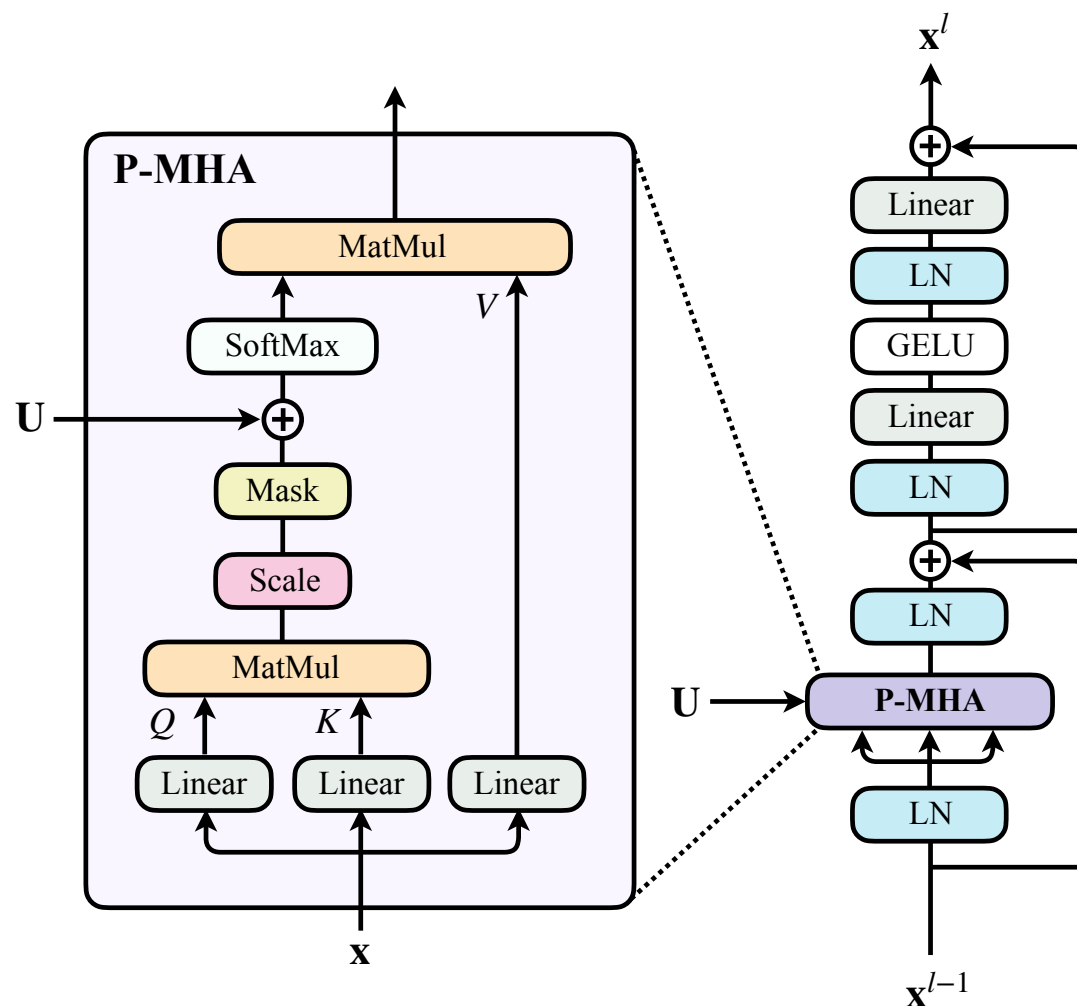 P-MHA
MatMul
V
SoftMax
U
Mask
Scale
MatMul
Q
K
Linear
Linear
Linear
x
x^l
Linear
LN
GELU
Linear
LN
LN
U
P-MHA
LN
x^{l−1}